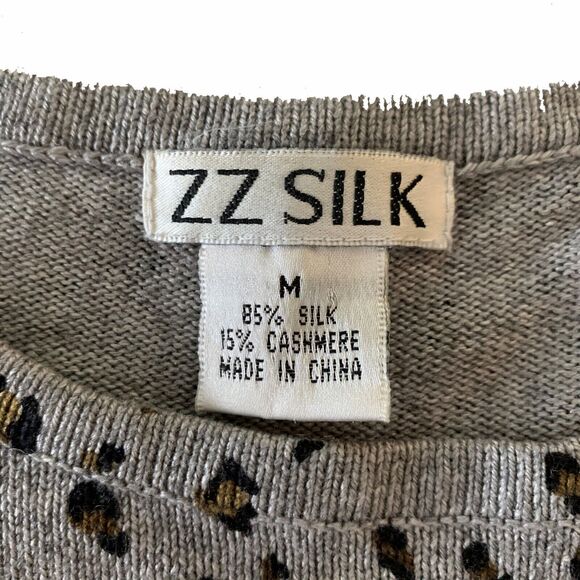 ZZ SILK
M
85% SILK
15% CASHMERE
MADE IN CHINA